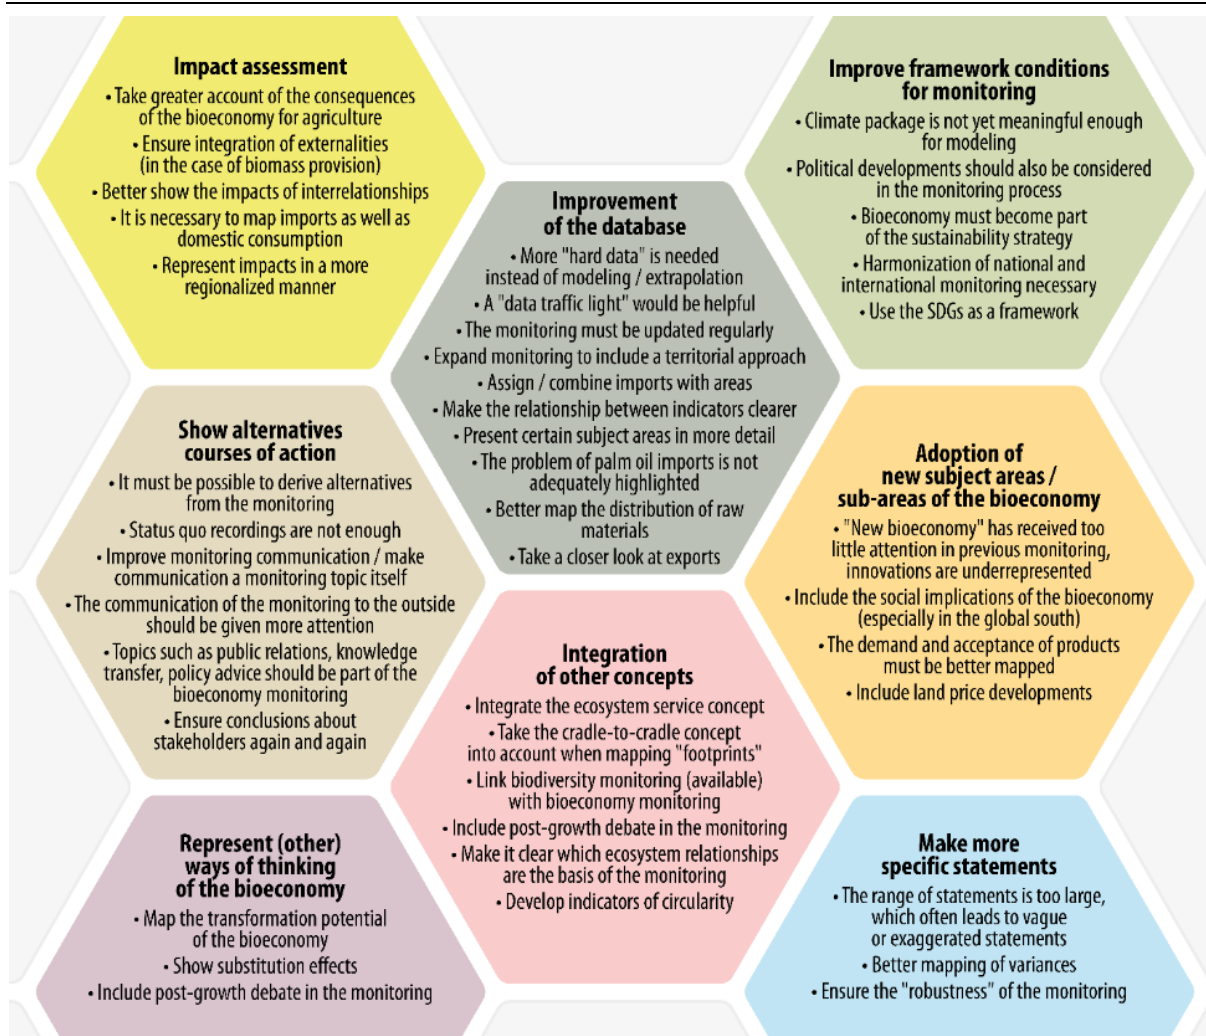 Impact assessment
• Take greater account of the consequences
of the bioeconomy for agriculture
• Ensure integration of externalities
(in the case of biomass provision)
• Better show the impacts of interrelationships
• It is necessary to map imports as well as
domestic consumption
• Represent impacts in a more
regionalized manner
Improve framework conditions
for monitoring
• Climate package is not yet meaningful enough
for modeling
• Political developments should also be considered
in the monitoring process
• Bioeconomy must become part
of the sustainability strategy
• Harmonization of national and
international monitoring necessary
• Use the SDGs as a framework
Improvement
of the database
• More "hard data" is needed
instead of modeling / extrapolation
• A "data traffic light" would be helpful
• The monitoring must be updated regularly
• Expand monitoring to include a territorial approach
• Assign / combine imports with areas
• Make the relationship between indicators clearer
• Present certain subject areas in more detail
• The problem of palm oil imports is not
adequately highlighted
• Better map the distribution of raw
materials
• Take a closer look at exports
Show alternatives
courses of action
• It must be possible to derive alternatives
from the monitoring
• Status quo recordings are not enough
• Improve monitoring communication / make
communication a monitoring topic itself
• The communication of the monitoring to the outside
should be given more attention
• Topics such as public relations, knowledge
transfer, policy advice should be part of the
bioeconomy monitoring
• Ensure conclusions about
stakeholders again and again
Adoption of
new subject areas /
sub-areas of the bioeconomy
• "New bioeconomy" has received too
little attention in previous monitoring,
innovations are underrepresented
• Include the social implications of the bioeconomy
(especially in the global south)
• The demand and acceptance of products
must be better mapped
• Include land price developments
Integration
of other concepts
• Integrate the ecosystem service concept
• Take the cradle-to-cradle concept
into account when mapping "footprints"
• Link biodiversity monitoring (available)
with bioeconomy monitoring
• Include post-growth debate in the monitoring
• Make it clear which ecosystem relationships
are the basis of the monitoring
• Develop indicators of circularity
Represent (other)
ways of thinking
of the bioeconomy
• Map the transformation potential
of the bioeconomy
• Show substitution effects
• Include post-growth debate in the monitoring
Make more
specific statements
• The range of statements is too large,
which often leads to vague
or exaggerated statements
• Better mapping of variances
• Ensure the "robustness" of the monitoring